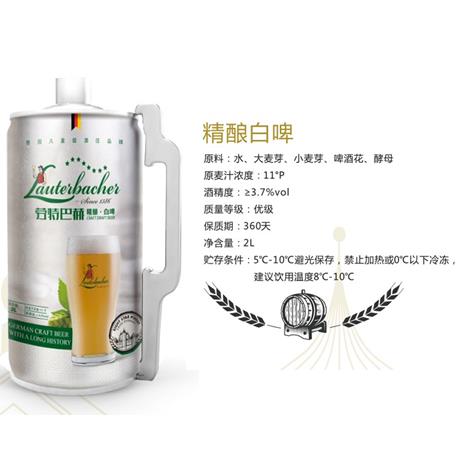 精酿白啤
原料：水、大麦芽、小麦芽、啤酒花、酵母
原麦汁浓度：11°P
酒精度：≥3.7%vol
质量等级：优级
保质期：360天
净含量：2L
贮存条件：5℃-10℃避光保存，禁止加热或0℃以下冷冻，
建议饮用温度8℃-10℃
Lauterbacher
Since 1516
劳特巴赫
精酿·白啤
CRAFT DRAFT BEER
Lauterbacher
GERMAN CRAFT BEER
WITH A LONG HISTORY